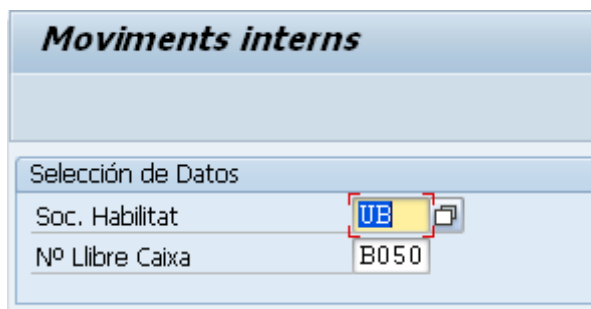 Moviments interns
Selección de Datos
Soc. Habilitat UB
Nº Llibre Caixa B050